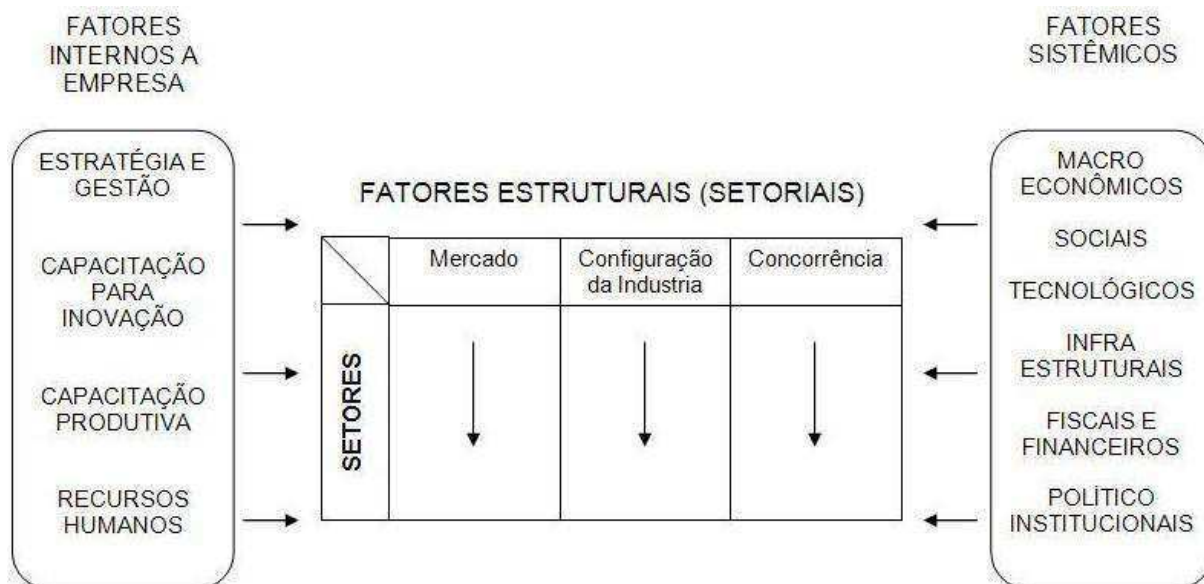 FATORES
INTERNOS A
EMPRESA
ESTRATÉGIA E
GESTÃO
CAPACITAÇÃO
PARA
INOVAÇÃO
CAPACITAÇÃO
PRODUTIVA
RECURSOS
HUMANOS
FATORES ESTRUTURAIS (SETORIAIS)
Mercado
Configuração
da Industria
Concorrência
SETORES
FATORES
SISTÊMICOS
MACRO
ECONÔMICOS
SOCIAIS
TECNOLÓGICOS
INFRA
ESTRUTURAIS
FISCAIS E
FINANCEIROS
POLÍTICO
INSTITUCIONAIS